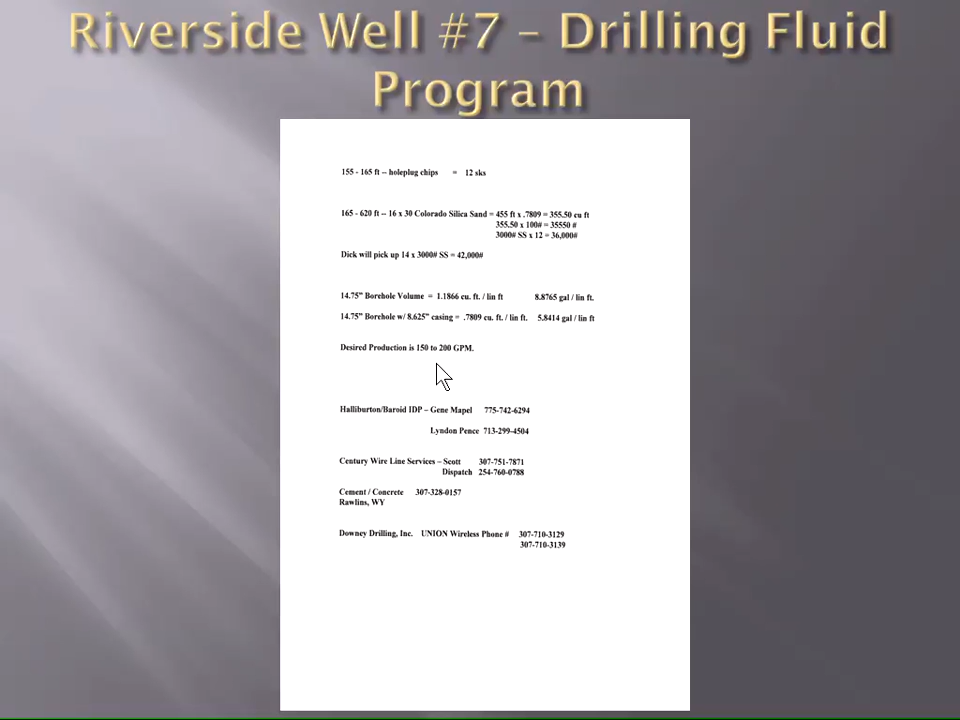 Riverside Well #7 – Drilling Fluid
Program
155 - 165 ft -- holeplug chips = 12 sks
165 - 620 ft -- 16 x 30 Colorado Silica Sand = 455 ft x .7809 = 355.50 cu ft
355.50 x 100# = 35550 #
3000# SS x 12 = 36,000#
Dick will pick up 14 x 3000# SS = 42,000#
14.75" Borehole Volume = 1.1866 cu. ft. / lin ft 8.8765 gal / lin ft.
14.75" Borehole w/ 8.625" casing = .7809 cu. ft. / lin. ft. 5.8414 gal / lin ft
Desired Production is 150 to 200 GPM.
Halliburton/Baroid IDP – Gene Mapel 775-742-6294
Lyndon Pence 713-299-4504
Century Wire Line Services – Scott 307-751-7871
Dispatch 254-760-0788
Cement / Concrete 307-328-0157
Rawlins, WY
Downey Drilling, Inc. UNION Wireless Phone # 307-710-3129
307-710-3139